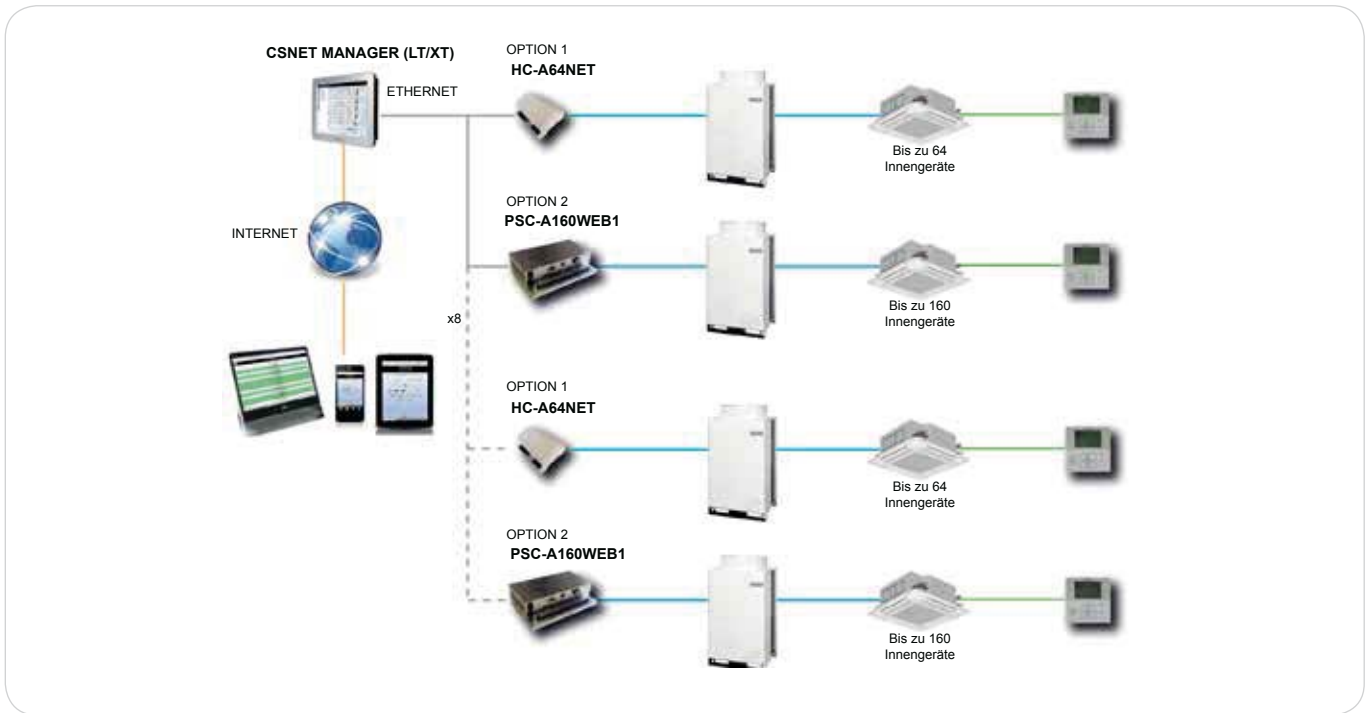 CSNET MANAGER (LT/XT)
ETHERNET
INTERNET
x8
OPTION 1
HC-A64NET
Bis zu 64
Innengeräte
OPTION 2
PSC-A160WEB1
Bis zu 160
Innengeräte
OPTION 1
HC-A64NET
Bis zu 64
Innengeräte
OPTION 2
PSC-A160WEB1
Bis zu 160
Innengeräte